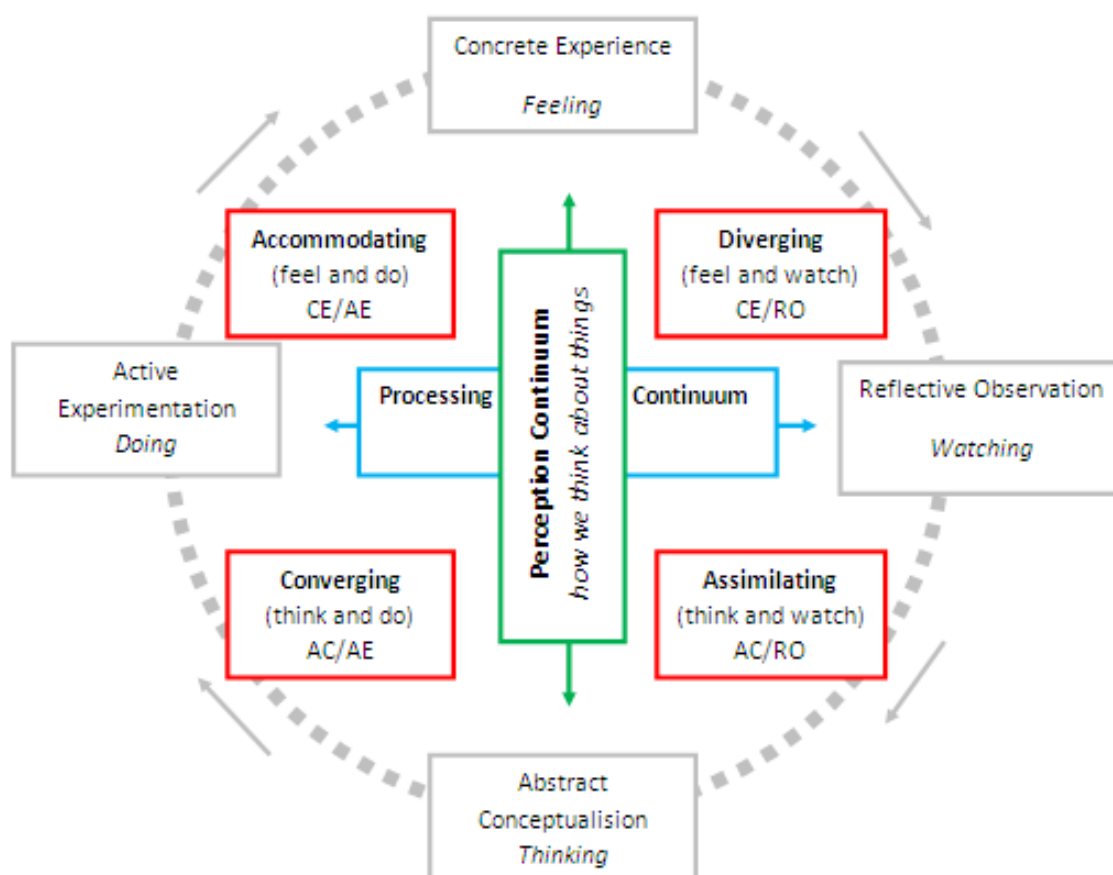 Concrete Experience
Feeling
Accommodating
(feel and do)
CE/AE
Diverging
(feel and watch)
CE/RO
Active
Experimentation
Doing
Processing
Perception Continuum
how we think about things
Continuum
Reflective Observation
Watching
Converging
(think and do)
AC/AE
Assimilating
(think and watch)
AC/RO
Abstract
Conceptualision
Thinking